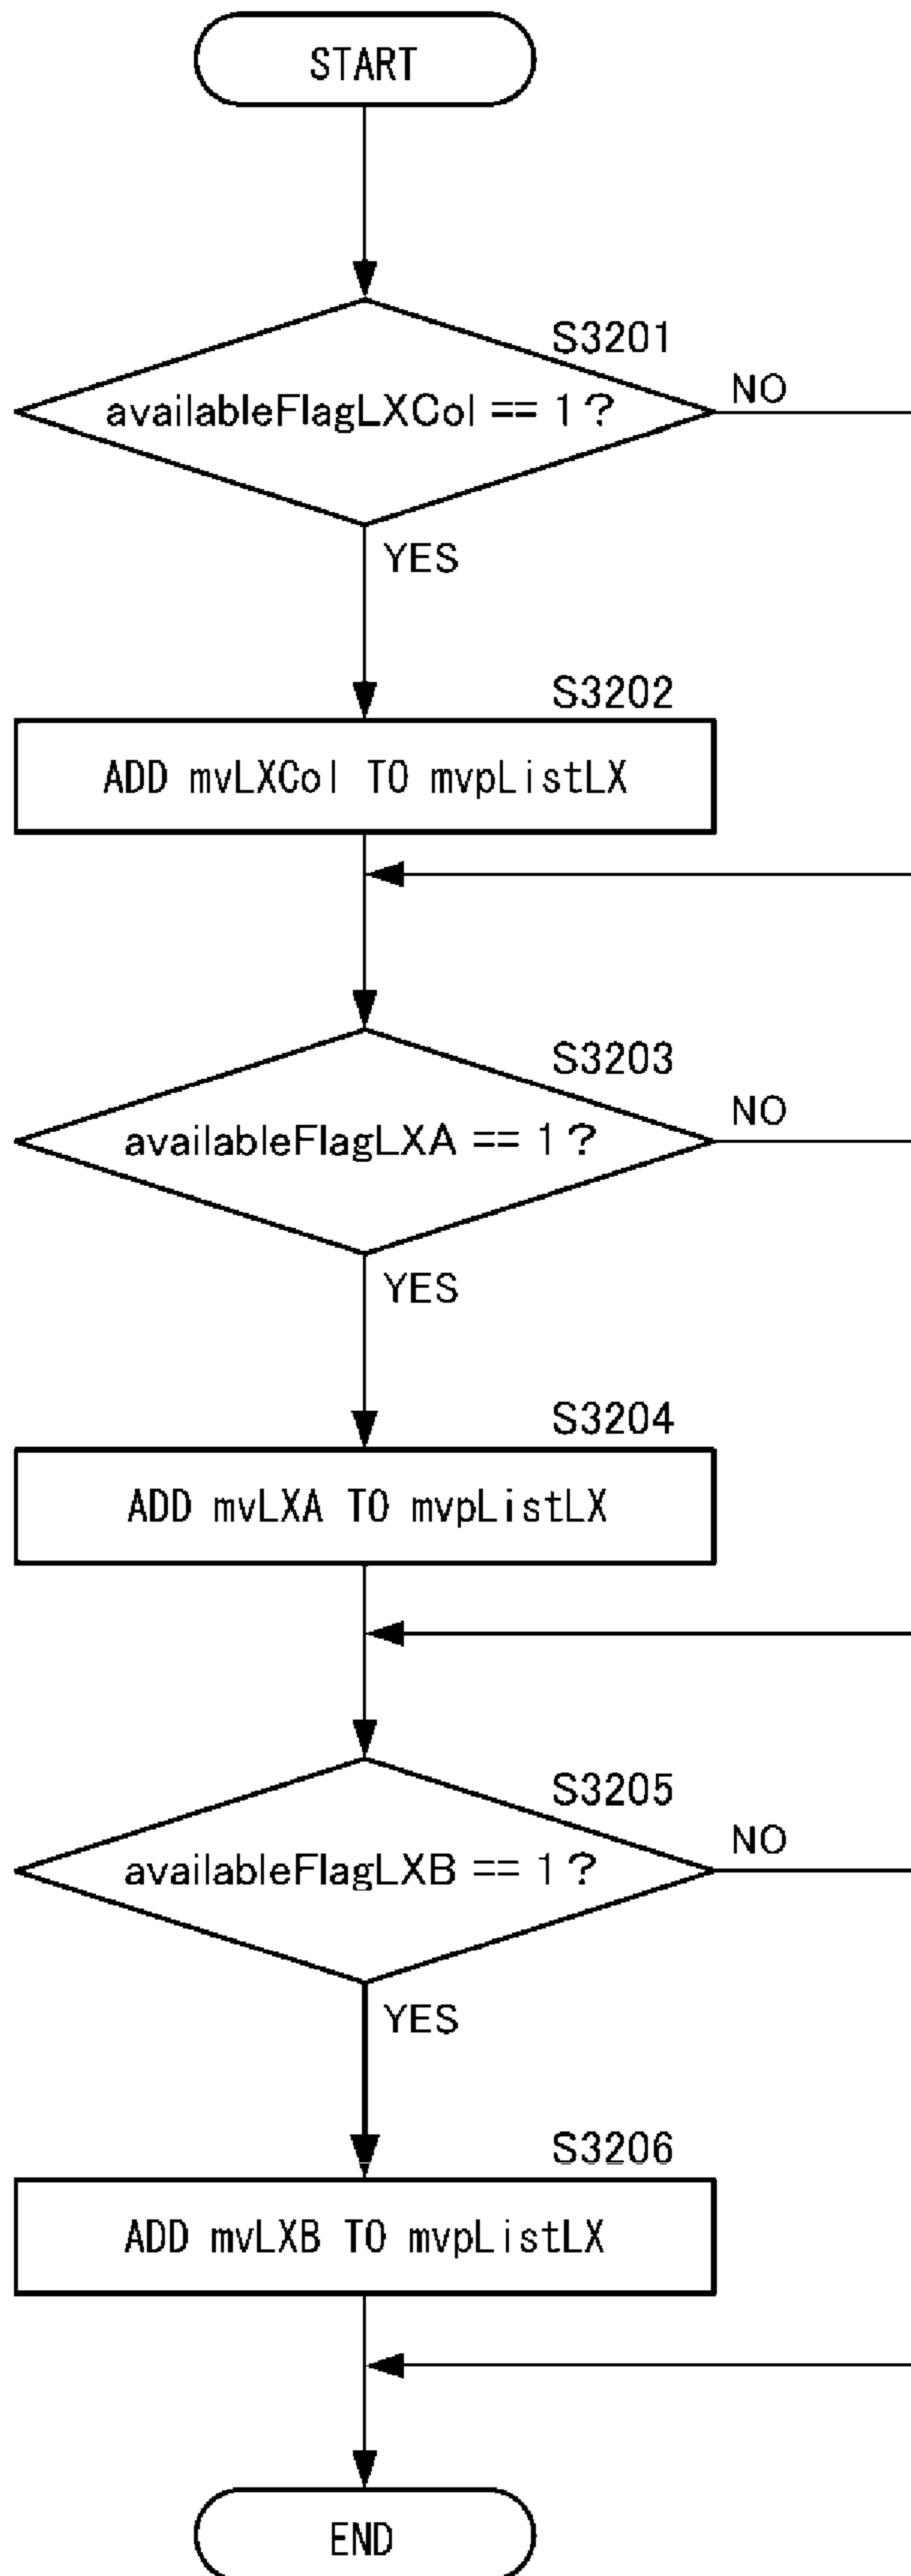 START
S3201
availableFlagLXCol == 1?
NO
YES
S3202
ADD mvLXCol TO mvpListLX
S3203
availableFlagLXA == 1?
NO
YES
S3204
ADD mvLXA TO mvpListLX
S3205
availableFlagLXB == 1?
NO
YES
S3206
ADD mvLXB TO mvpListLX
END